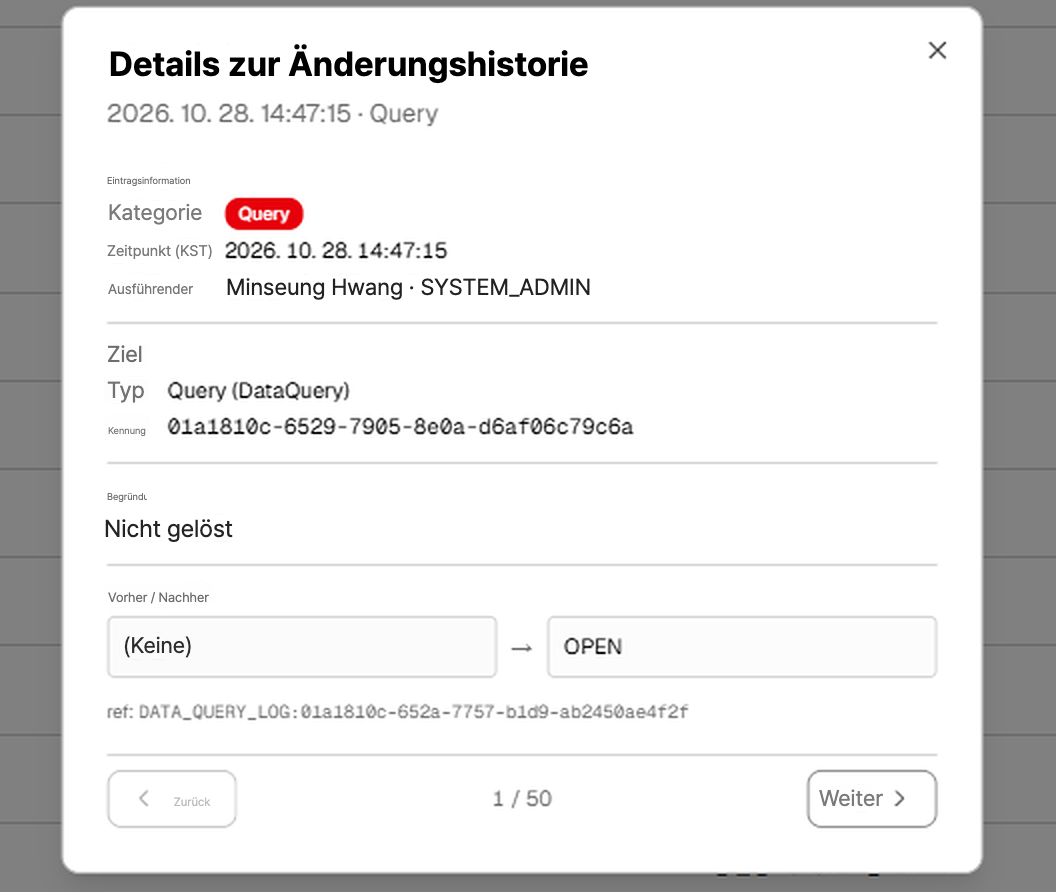 Details zur Änderungshistorie
2026. 10. 28. 14:47:15 · Query
Eintragsinformation
Kategorie Query
Zeitpunkt (KST) 2026. 10. 28. 14:47:15
Ausführender Minseung Hwang · SYSTEM_ADMIN
Ziel
Typ Query (DataQuery)
Kennung 01a1810c-6529-7905-8e0a-d6af06c79c6a
Nicht gelöst
Vorher / Nachher
(Keine) → OPEN
ref: DATA_QUERY_LOG:01a1810c-652a-7757-b1d9-ab2450ae4f2f
Zurück 1 / 50 Weiter